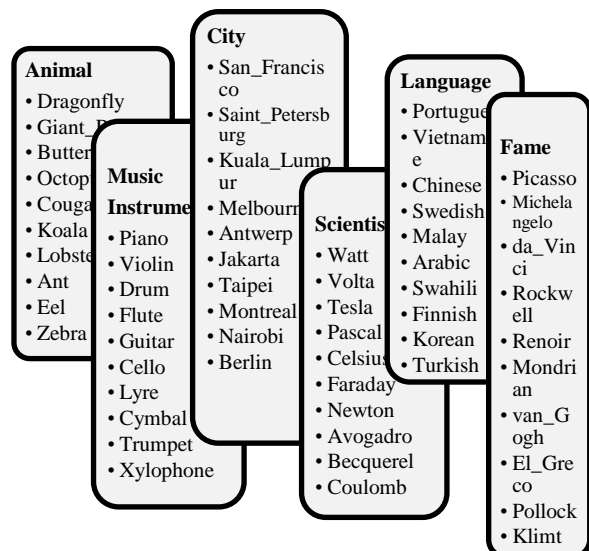 Animal
• Dragonfly
• Giant_
• Butter
• Octop
• Couga
• Koala
• Lobste
• Ant
• Eel
• Zebra
Music
Instrume
• Piano
• Violin
• Drum
• Flute
• Guitar
• Cello
• Lyre
• Cymbal
• Trumpet
• Xylophone
City
• San_Francis
co
• Saint_Petersb
urg
• Kuala_Lump
ur
• Melbourn
• Antwerp
• Jakarta
• Taipei
• Montreal
• Nairobi
• Berlin
Scientis
• Watt
• Volta
• Tesla
• Pascal
• Celsius
• Faraday
• Newton
• Avogadro
• Becquerel
• Coulomb
Language
• Portugue
• Vietnam
e
• Chinese
• Swedish
• Malay
• Arabic
• Swahili
• Finnish
• Korean
• Turkish
Fame
• Picasso
• Michela
ngelo
• da_Vin
ci
• Rockw
ell
• Renoir
• Mondri
an
• van_G
ogh
• El_Gre
co
• Pollock
• Klimt